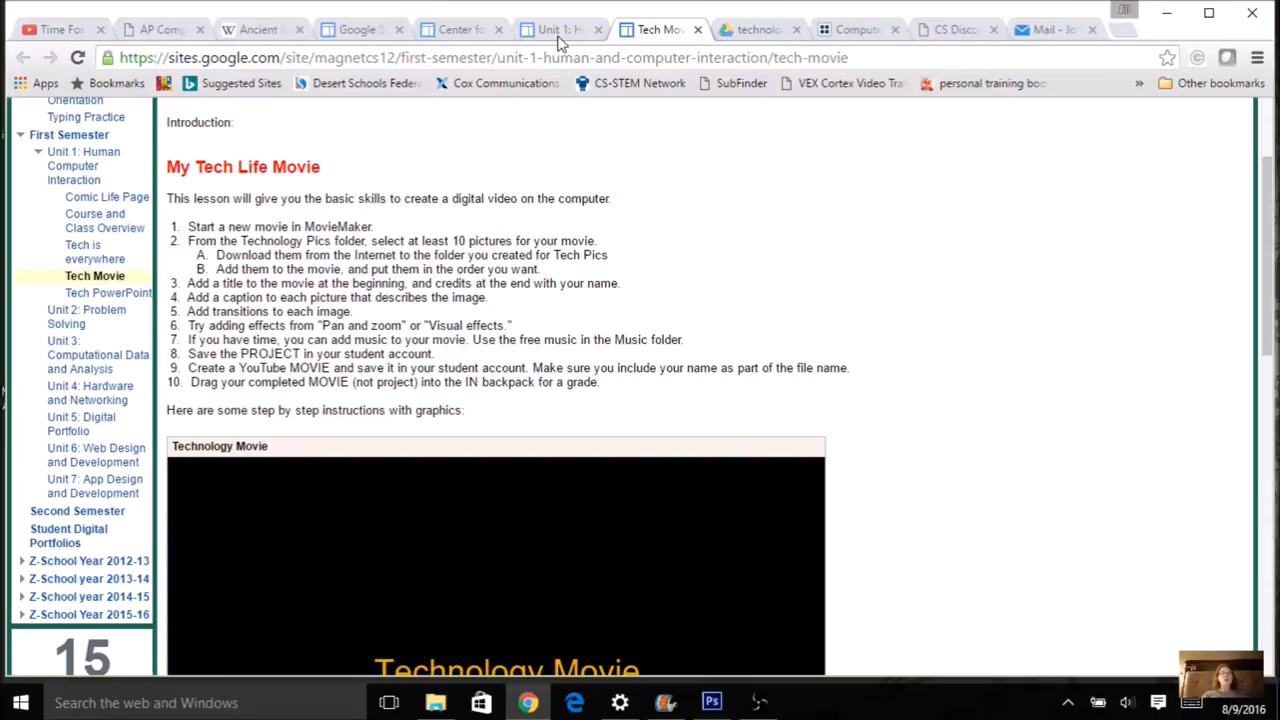 Time For
AP Comp
Ancient
Google S
Center fo
Unit 1: H
Tech Mov
technolo
Compute
CS Disco
Mail - Jo
https://sites.google.com/site/magnetcs12/first-semester/unit-1-human-and-computer-interaction/tech-movie
Apps
Bookmarks
Suggested Sites
Desert Schools Feder
Cox Communications
CS-STEM Network
SubFinder
VEX Cortex Video Tra
personal training boo
»
Other bookmarks
Orientation
Typing Practice
First Semester
Unit 1: Human
Computer
Interaction
Comic Life Page
Course and
Class Overview
Tech is
everywhere
Tech Movie
Tech PowerPoint
Unit 2: Problem
Solving
Unit 3:
Computational Data
and Analysis
Unit 4: Hardware
and Networking
Unit 5: Digital
Portfolio
Unit 6: Web Design
and Development
Unit 7: App Design
and Development
Second Semester
Student Digital
Portfolios
Z-School Year 2012-13
Z-School year 2013-14
Z-School year 2014-15
Z-School Year 2015-16
15
Introduction:
My Tech Life Movie
This lesson will give you the basic skills to create a digital video on the computer.
1. Start a new movie in MovieMaker.
2. From the Technology Pics folder, select at least 10 pictures for your movie.
A. Download them from the Internet to the folder you created for Tech Pics
B. Add them to the movie, and put them in the order you want.
3. Add a title to the movie at the beginning, and credits at the end with your name.
4. Add a caption to each picture that describes the image.
5. Add transitions to each image.
6. Try adding effects from "Pan and zoom" or "Visual effects."
7. If you have time, you can add music to your movie. Use the free music in the Music folder.
8. Save the PROJECT in your student account.
9. Create a YouTube MOVIE and save it in your student account. Make sure you include your name as part of the file name.
10. Drag your completed MOVIE (not project) into the IN backpack for a grade.
Here are some step by step instructions with graphics:
Technology Movie
Technology Movie
Search the web and Windows
Ps
8/9/2016